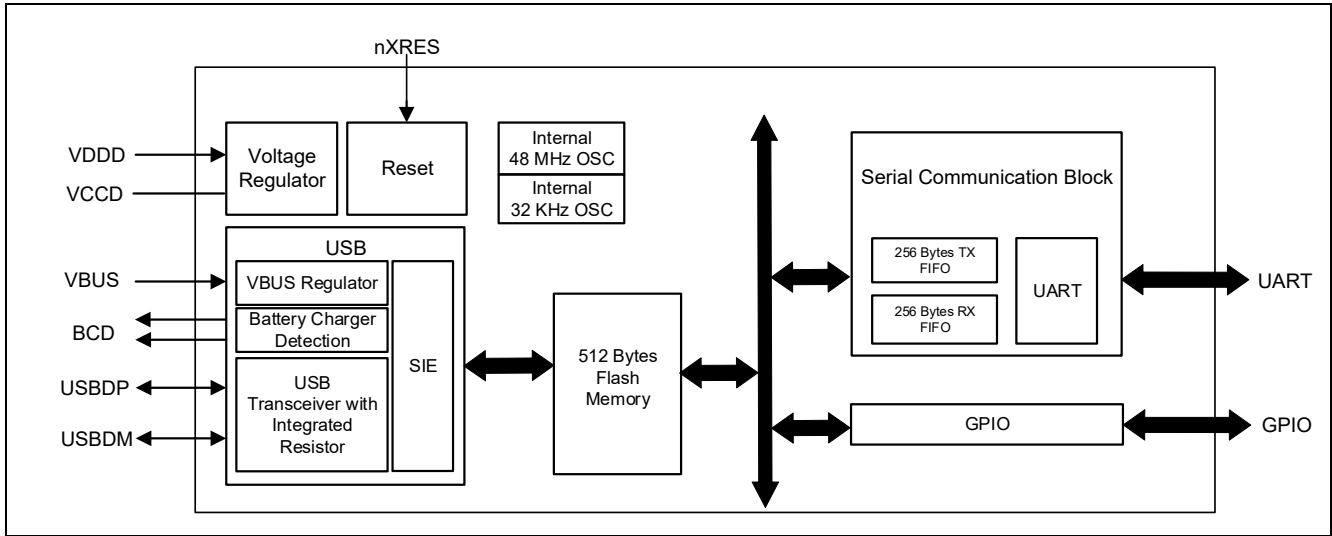 nXRES
VDDD
VCCD
Voltage
Regulator
Reset
Internal
48 MHz OSC
Internal
32 KHz OSC
USB
VBUS
VBUS Regulator
BCD
Battery Charger
Detection
USBDP
USBDM
USB
Transceiver with
Integrated
Resistor
SIE
512 Bytes
Flash
Memory
Serial Communication Block
256 Bytes TX
FIFO
256 Bytes RX
FIFO
UART
UART
GPIO
GPIO